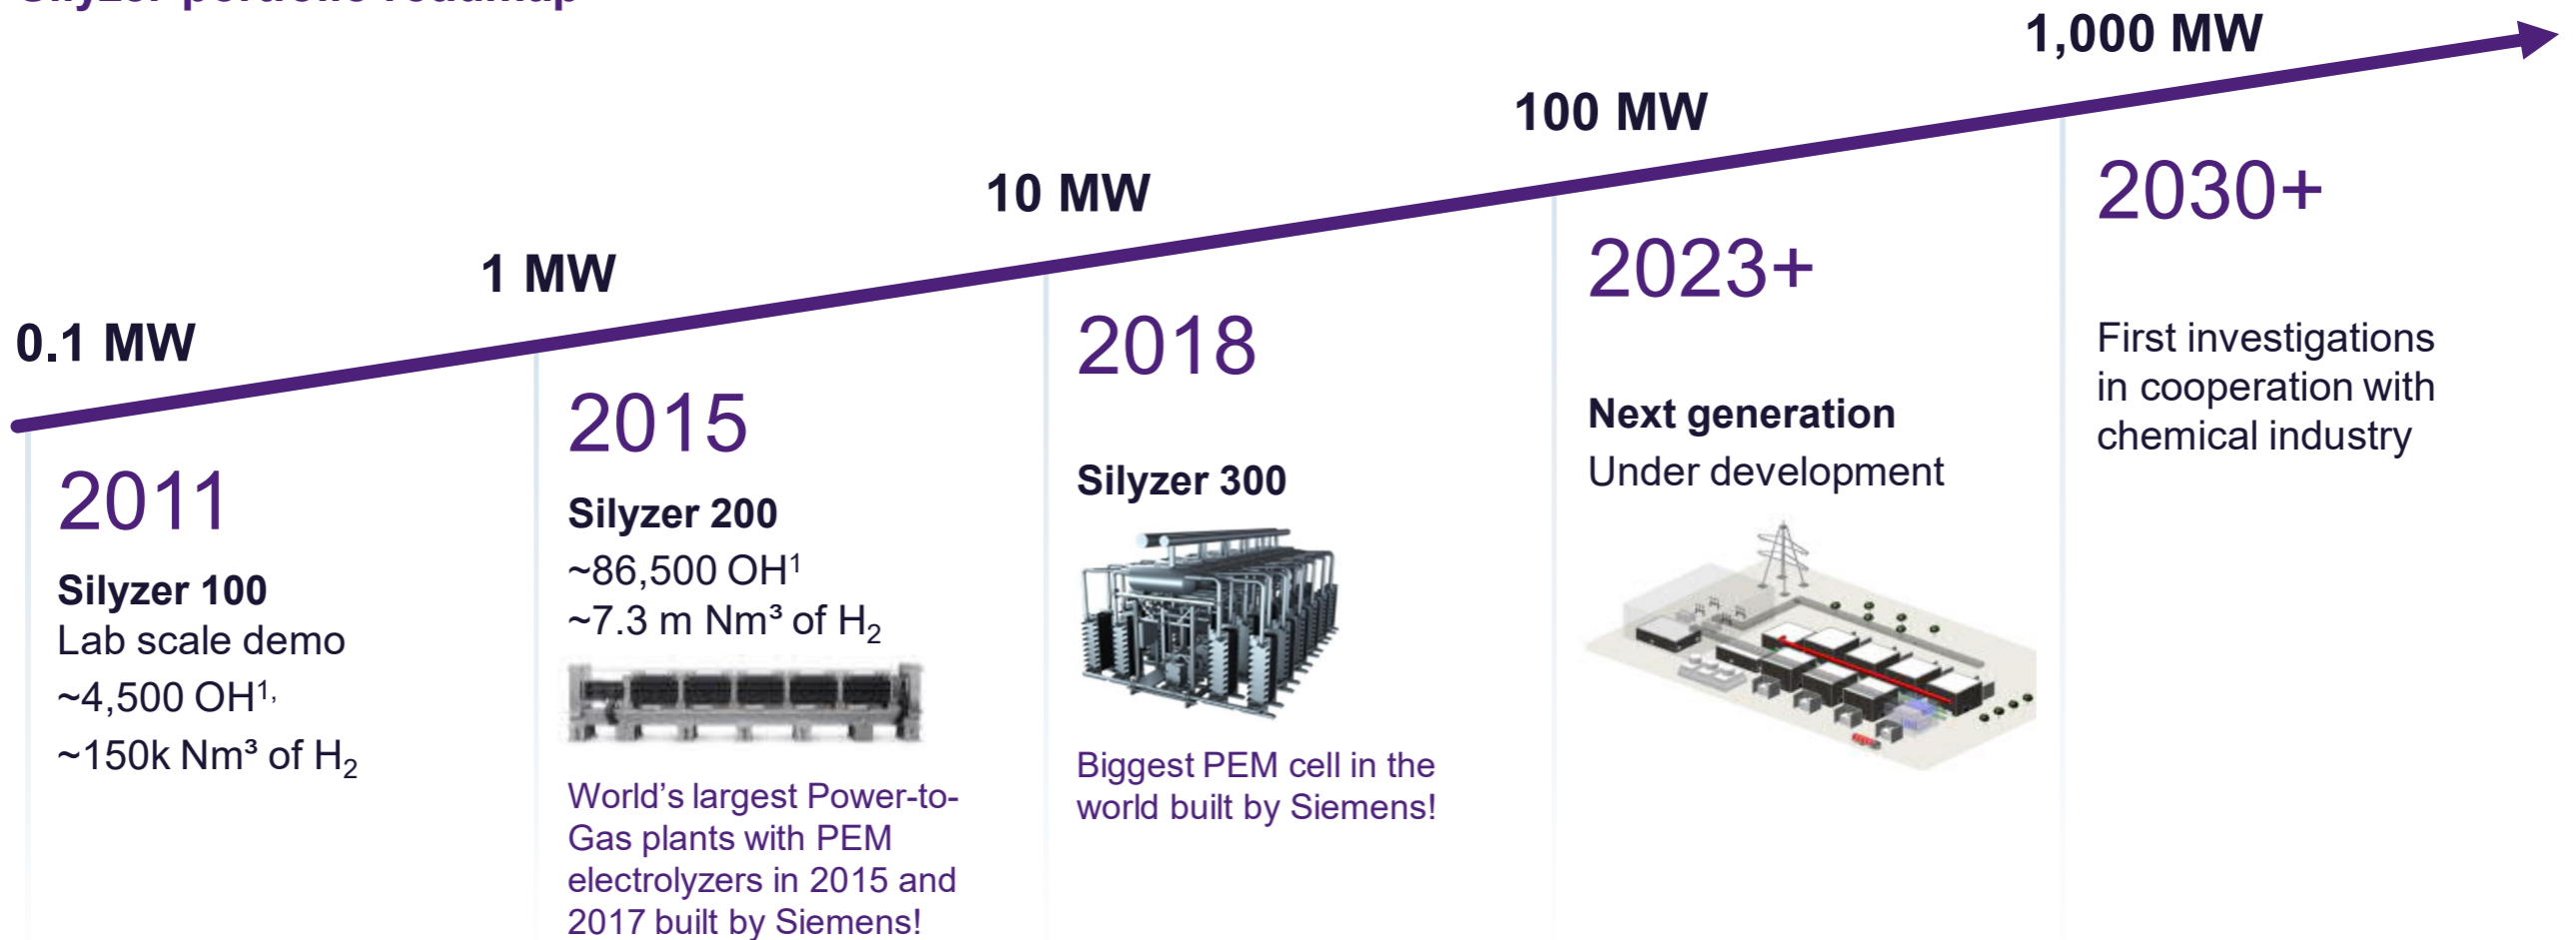 Silyzer portfolio roadmap
0.1 MW
1 MW
10 MW
100 MW
1,000 MW
2011
Silyzer 100
Lab scale demo
~4,500 OH¹˒
~150k Nm³ of H₂
2015
Silyzer 200
~86,500 OH¹
~7.3 m Nm³ of H₂
World’s largest Power-to-
Gas plants with PEM
electrolyzers in 2015 and
2017 built by Siemens!
2018
Silyzer 300
Biggest PEM cell in the
world built by Siemens!
2023+
Next generation
Under development
2030+
First investigations
in cooperation with
chemical industry